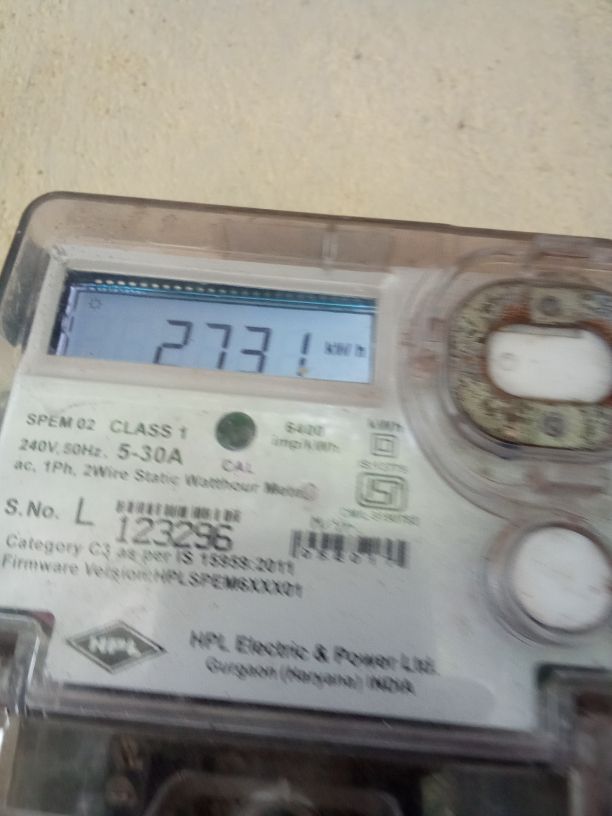 2731 kWh
SPEM 02 CLASS 1
240V, 50Hz. 5-30A
6400
imp/kWh
kWh
CAL
ac, 1Ph, 2Wire Static Watthour Meter
S.No. L 123296
Category C3 as per IS 15959:2011
Firmware Version:HPLSPEM6XXX01
HPL
HPL Electric & Power Ltd.
Gurgaon (Haryana) INDIA